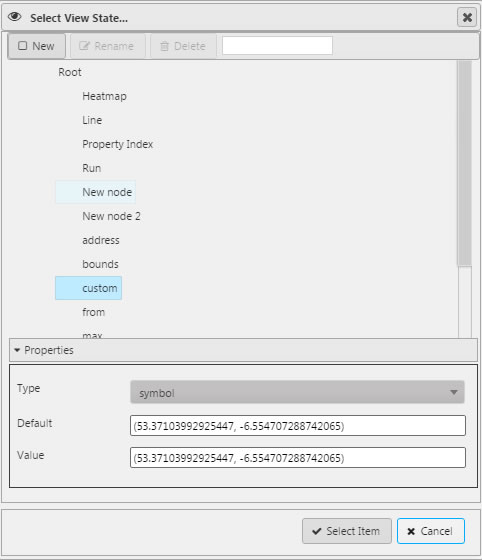 Select View State...
New Rename Delete
Root
Heatmap
Line
Property Index
Run
New node
New node 2
address
bounds
custom
from
max
Properties
Type symbol
Default (53.37103992925447, -6.554707288742065)
Value (53.37103992925447, -6.554707288742065)
Select Item Cancel